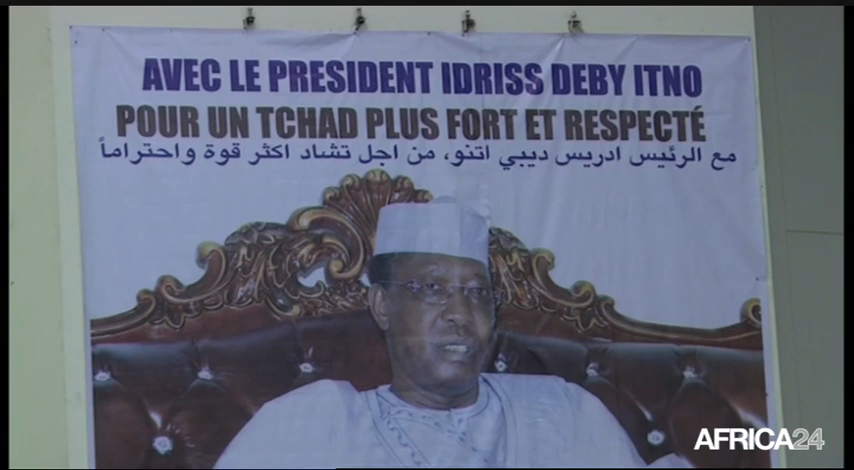 AVEC LE PRESIDENT IDRISS DEBY ITNO
POUR UN TCHAD PLUS FORT ET RESPECTÉ
مع الرئيس ادريس ديبي اتنو، من اجل تشاد اكثر قوة واحتراماً
AFRICA24